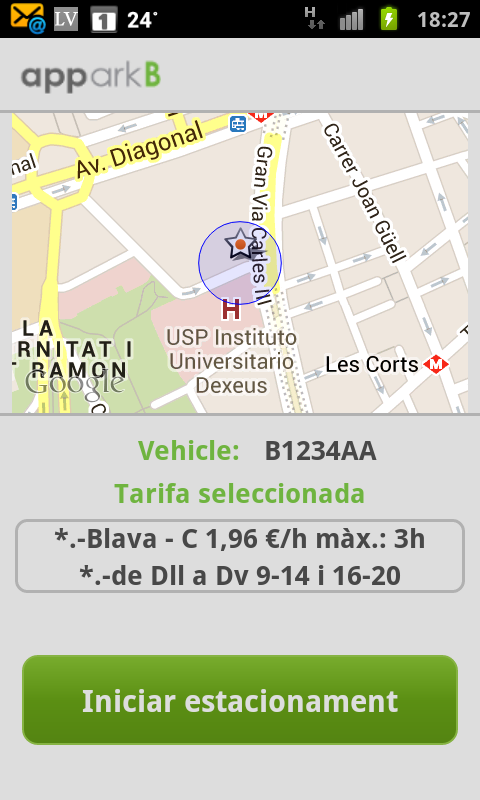 LV 1 24° H 18:27
appark B
nal
Av. Diagonal
Gran Via Carles III
Carrer Joan Güell
H
LA
RNITAT I
RAMON
Google
USP Instituto
Universitario
Dexeus
Les Corts M
Vehicle: B1234AA
Tarifa seleccionada
*.-Blava - C 1,96 €/h màx.: 3h
*.-de Dll a Dv 9-14 i 16-20
Iniciar estacionament